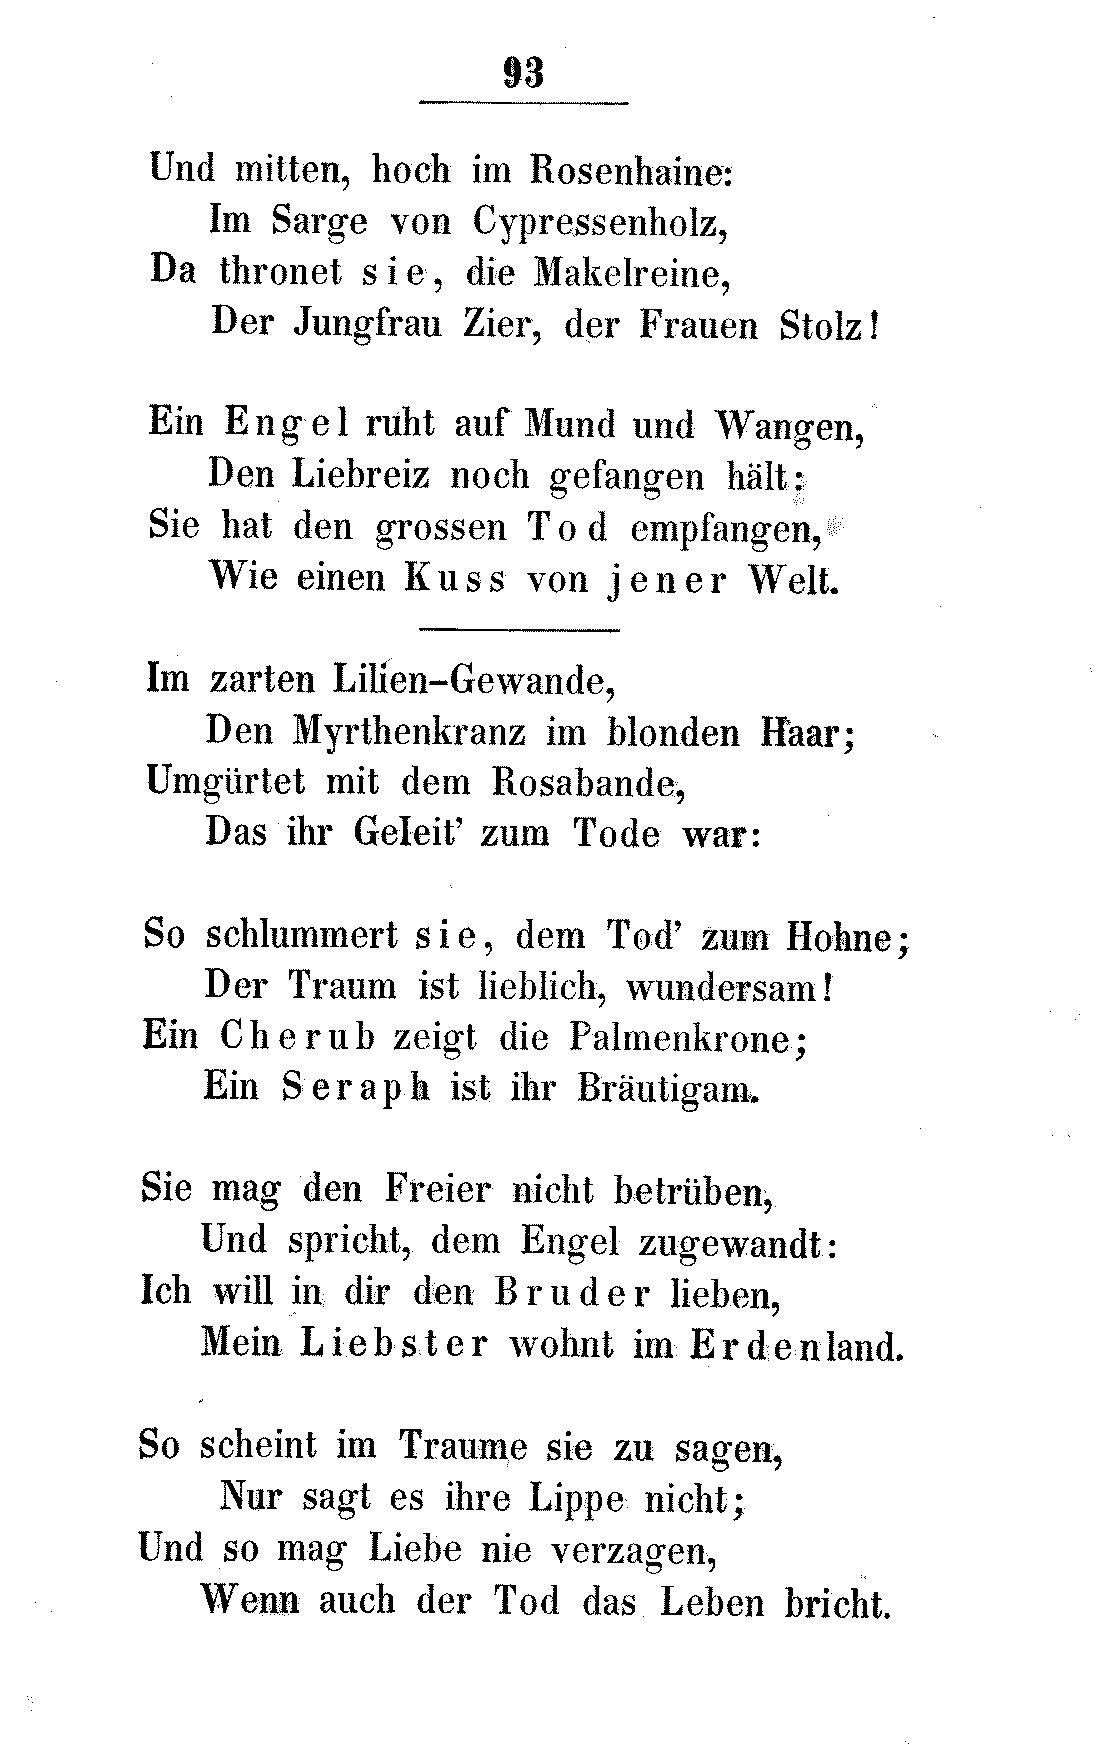 93
Und mitten, hoch im Rosenhaine:
Im Sarge von Cypressenholz,
Da thronet sie, die Makelreine,
Der Jungfrau Zier, der Frauen Stolz!
Ein Engel ruht auf Mund und Wangen,
Den Liebreiz noch gefangen hält:
Sie hat den grossen Tod empfangen,
Wie einen Kuss von jener Welt.
Im zarten Lilien-Gewande,
Den Myrthenkranz im blonden Haar;
Umgürtet mit dem Rosabande,
Das ihr Geleit’ zum Tode war:
So schlummert sie, dem Tod’ zum Hohne;
Der Traum ist lieblich, wundersam!
Ein Cherub zeigt die Palmenkrone;
Ein Seraph ist ihr Bräutigam.
Sie mag den Freier nicht betrüben,
Und spricht, dem Engel zugewandt:
Ich will in dir den Bruder lieben,
Mein Liebster wohnt im Erdenland.
So scheint im Traume sie zu sagen,
Nur sagt es ihre Lippe nicht;
Und so mag Liebe nie verzagen,
Wenn auch der Tod das Leben bricht.